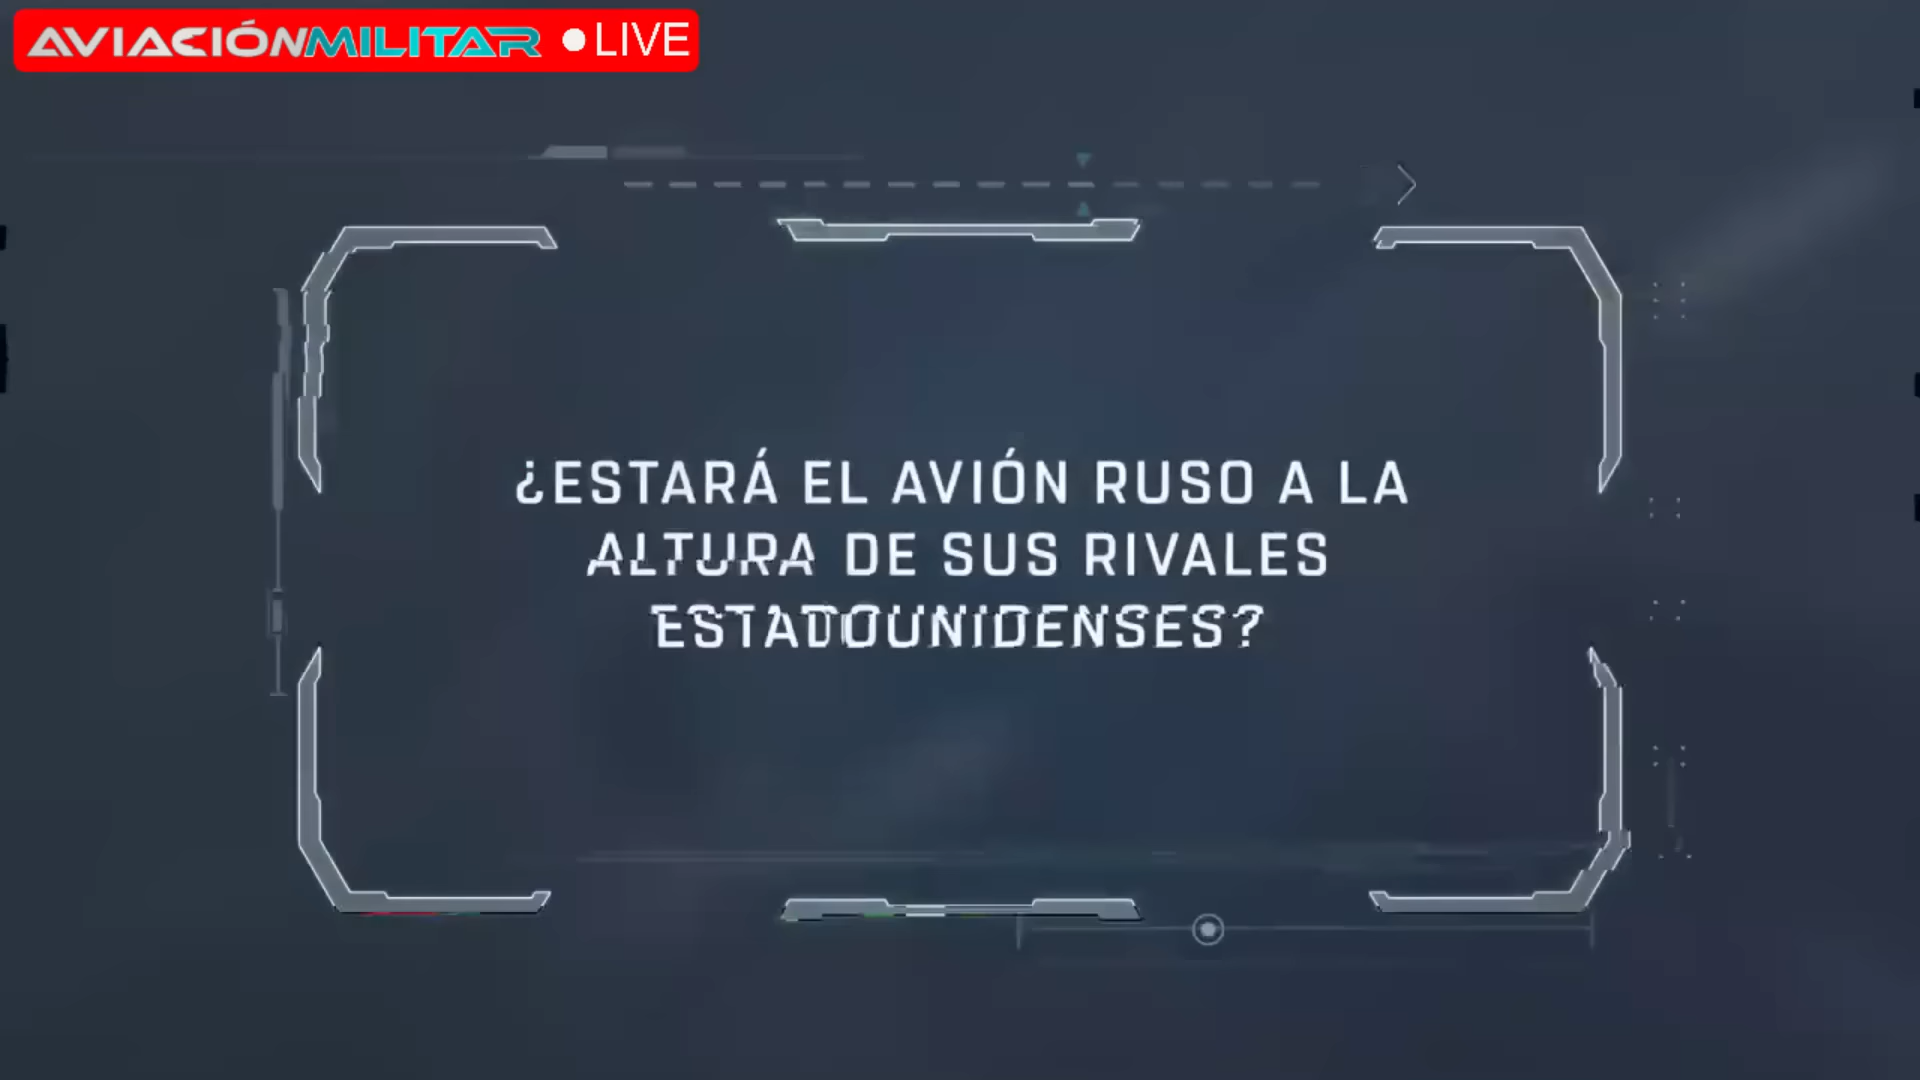 AVIACIÓNMILITAR LIVE
¿ESTARÁ EL AVIÓN RUSO A LA
ALTURA DE SUS RIVALES
ESTADOUNIDENSES?